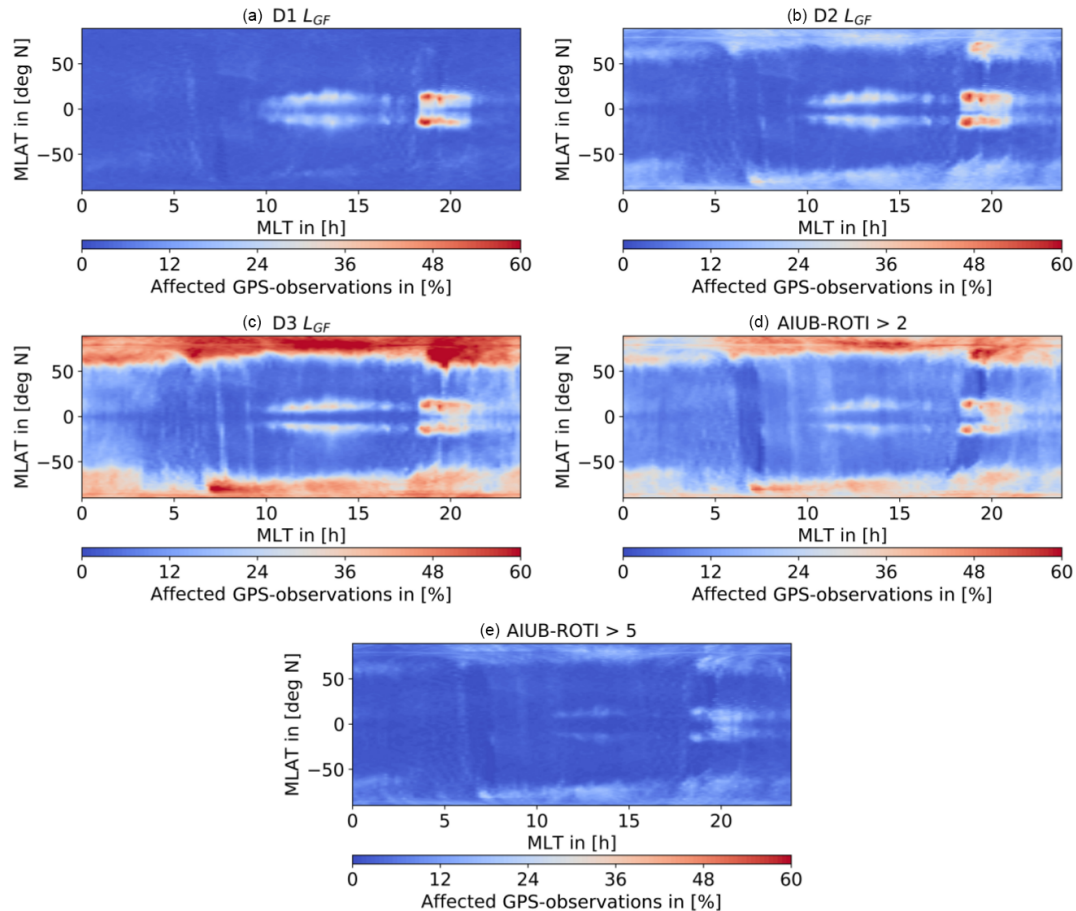 (a) D1 L_GF
MLAT in [deg N]
50
0
−50
0 5 10 15 20
MLT in [h]
0 12 24 36 48 60
Affected GPS-observations in [%]
(b) D2 L_GF
MLAT in [deg N]
50
0
−50
0 5 10 15 20
MLT in [h]
0 12 24 36 48 60
Affected GPS-observations in [%]
(c) D3 L_GF
MLAT in [deg N]
50
0
−50
0 5 10 15 20
MLT in [h]
0 12 24 36 48 60
Affected GPS-observations in [%]
(d) AIUB-ROTI > 2
MLAT in [deg N]
50
0
−50
0 5 10 15 20
MLT in [h]
0 12 24 36 48 60
Affected GPS-observations in [%]
(e) AIUB-ROTI > 5
MLAT in [deg N]
50
0
−50
0 5 10 15 20
MLT in [h]
0 12 24 36 48 60
Affected GPS-observations in [%]